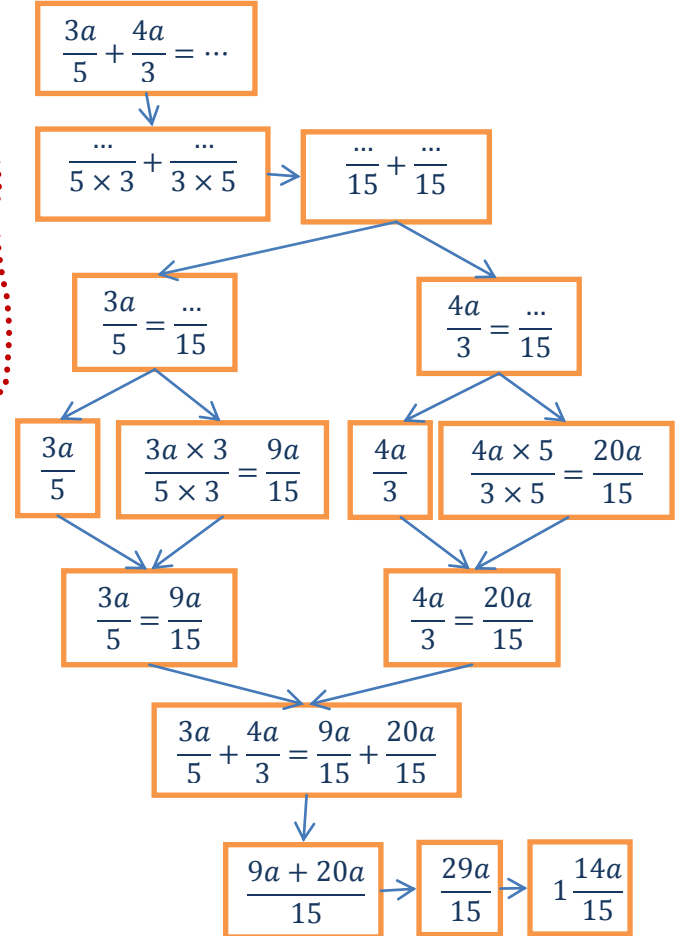 3a/5 + 4a/3 = ⋯
.../(5 × 3) + .../(3 × 5)
.../15 + .../15
3a/5 = .../15
4a/3 = .../15
3a/5
(3a × 3)/(5 × 3) = 9a/15
4a/3
(4a × 5)/(3 × 5) = 20a/15
3a/5 = 9a/15
4a/3 = 20a/15
3a/5 + 4a/3 = 9a/15 + 20a/15
(9a + 20a)/15
29a/15
1 14a/15